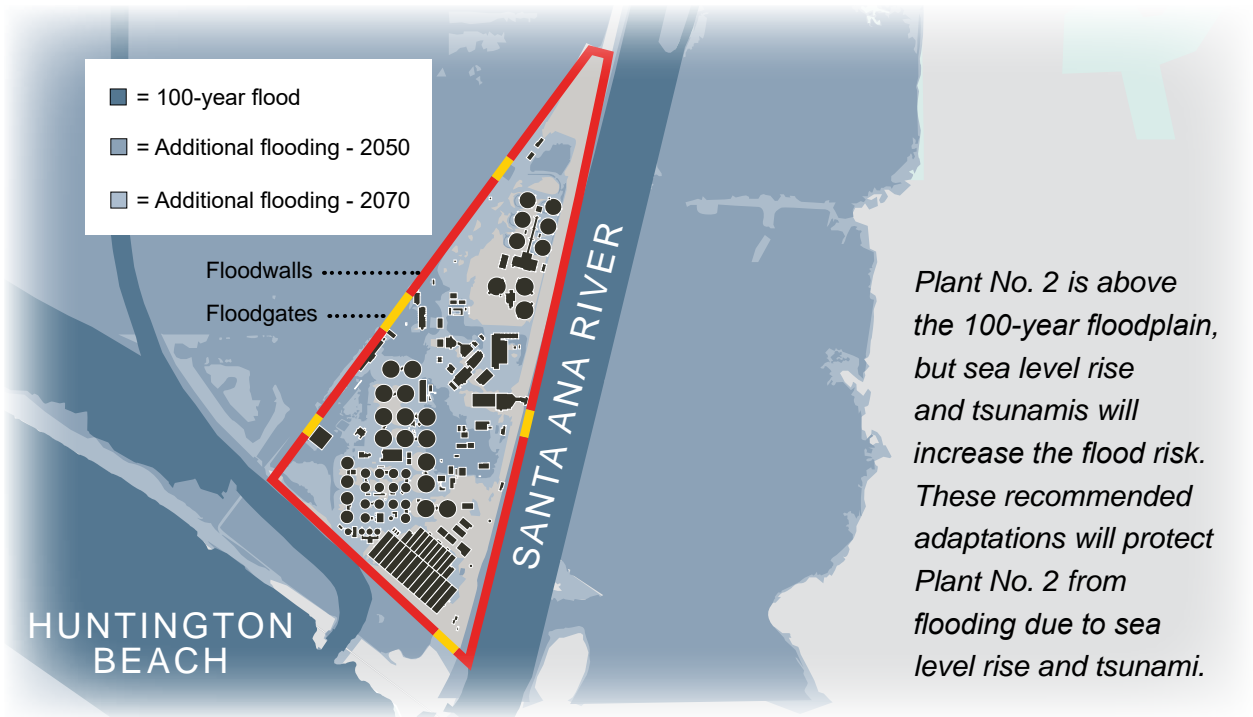 = 100-year flood
= Additional flooding - 2050
= Additional flooding - 2070
Floodwalls
Floodgates
SANTA ANA RIVER
HUNTINGTON
BEACH
Plant No. 2 is above
the 100-year floodplain,
but sea level rise
and tsunamis will
increase the flood risk.
These recommended
adaptations will protect
Plant No. 2 from
flooding due to sea
level rise and tsunami.